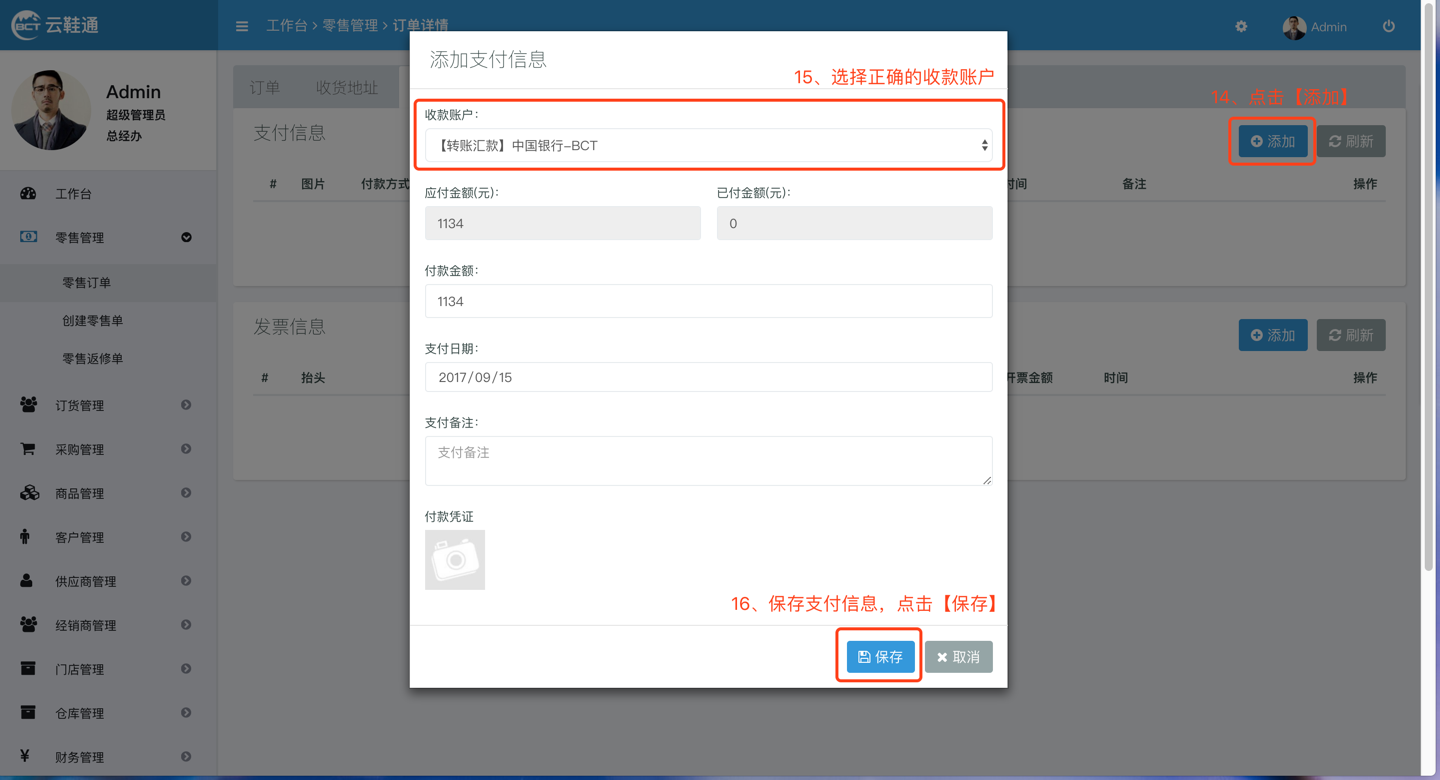 BCT 云鞋通
工作台 > 零售管理 > 订单详情
Admin
Admin
超级管理员
总经办
工作台
零售管理
零售订单
创建零售单
零售返修单
订货管理
采购管理
商品管理
客户管理
供应商管理
经销商管理
门店管理
仓库管理
财务管理
订单 收货地址
支付信息
14、点击【添加】
添加 刷新
# 图片 付款方式 时间 备注 操作
发票信息
添加 刷新
# 抬头 开票金额 时间 操作
添加支付信息
15、选择正确的收款账户
收款账户：
【转账汇款】中国银行-BCT
应付金额(元): 已付金额(元):
1134 0
付款金额:
1134
支付日期:
2017/09/15
支付备注:
支付备注
付款凭证
16、保存支付信息，点击【保存】
保存 取消